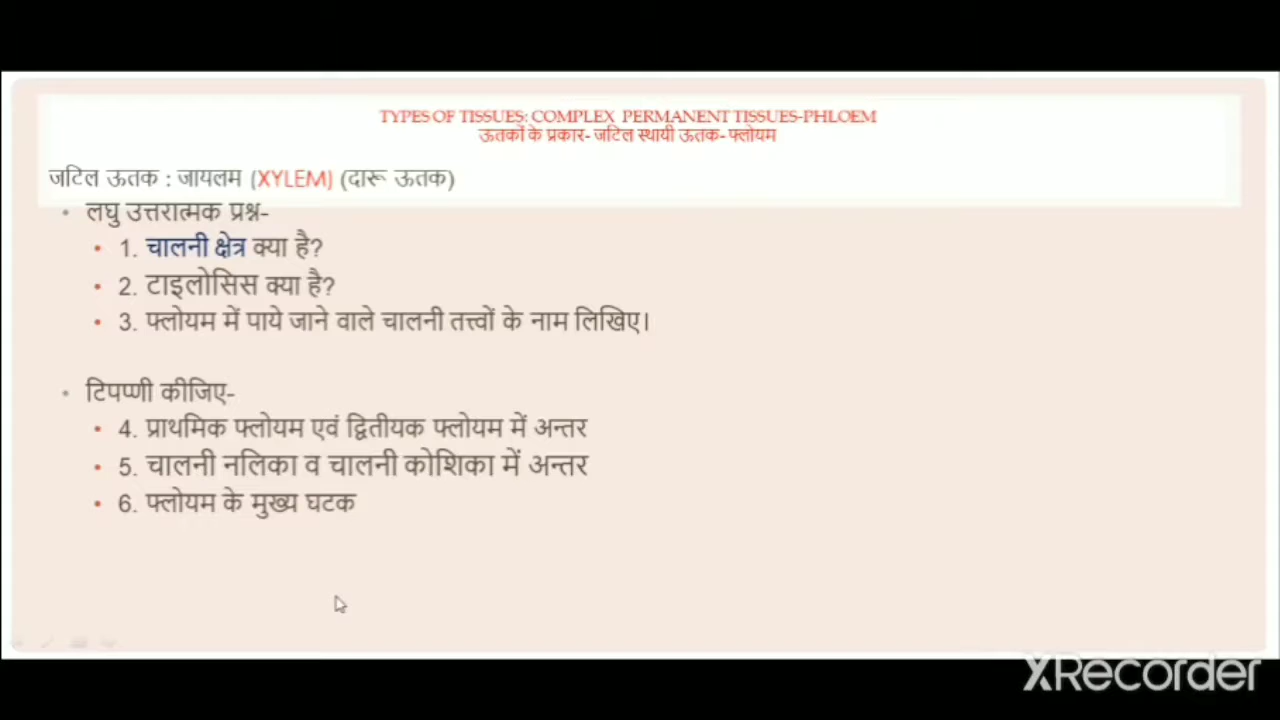 TYPES OF TISSUES: COMPLEX PERMANENT TISSUES-PHLOEM
ऊतकों के प्रकार- जटिल स्थायी ऊतक- फ्लोयम
जटिल ऊतक : जायलम (XYLEM) (दारू ऊतक)
• लघु उत्तरात्मक प्रश्न-
• 1. चालनी क्षेत्र क्या है?
• 2. टाइलोसिस क्या है?
• 3. फ्लोयम में पाये जाने वाले चालनी तत्त्वों के नाम लिखिए।
• टिपप्णी कीजिए-
• 4. प्राथमिक फ्लोयम एवं द्वितीयक फ्लोयम में अन्तर
• 5. चालनी नलिका व चालनी कोशिका में अन्तर
• 6. फ्लोयम के मुख्य घटक
XRecorder